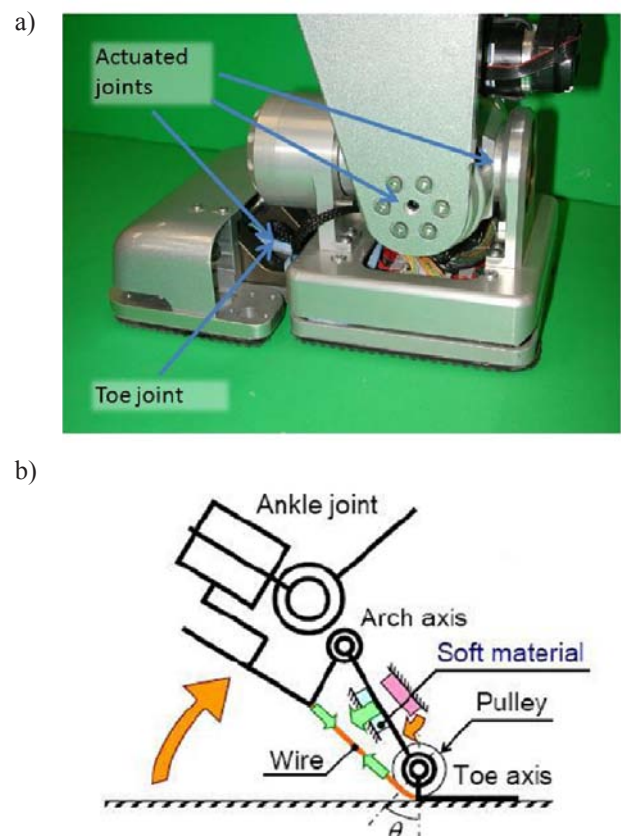 a)
Actuated
joints
Toe joint
b)
Ankle joint
Arch axis
Soft material
Pulley
Wire
Toe axis
θ